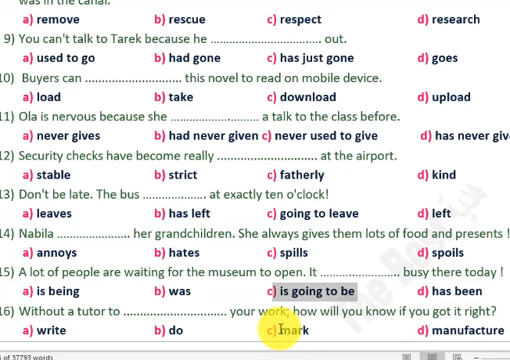 was in the canal.
a) remove b) rescue c) respect d) research
9) You can't talk to Tarek because he ................................... out.
a) used to go b) had gone c) has just gone d) goes
10) Buyers can ............................... this novel to read on mobile device.
a) load b) take c) download d) upload
11) Ola is nervous because she ............................ a talk to the class before.
a) never gives b) had never given c) never used to give d) has never giv
12) Security checks have become really ................................ at the airport.
a) stable b) strict c) fatherly d) kind
13) Don't be late. The bus .................... at exactly ten o'clock!
a) leaves b) has left c) going to leave d) left
14) Nabila ....................... her grandchildren. She always gives them lots of food and presents !
a) annoys b) hates c) spills d) spoils
15) A lot of people are waiting for the museum to open. It ......................... busy there today !
a) is being b) was c) is going to be d) has been
16) Without a tutor to ................................. your work; how will you know if you got it right?
a) write b) do c) mark d) manufacture
of 37793 words